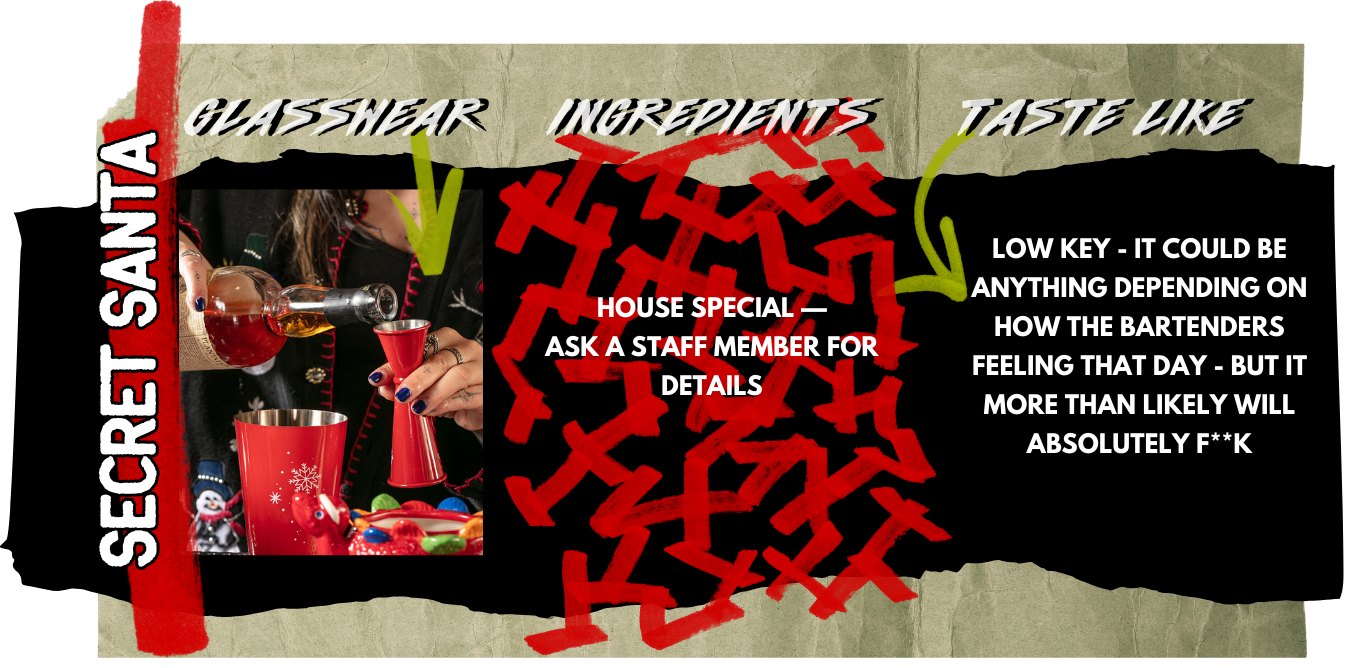 SECRET SANTA
GLASSWEAR
INGREDIENTS
TASTE LIKE
HOUSE SPECIAL —
ASK A STAFF MEMBER FOR
DETAILS
LOW KEY - IT COULD BE
ANYTHING DEPENDING ON
HOW THE BARTENDERS
FEELING THAT DAY - BUT IT
MORE THAN LIKELY WILL
ABSOLUTELY F**K